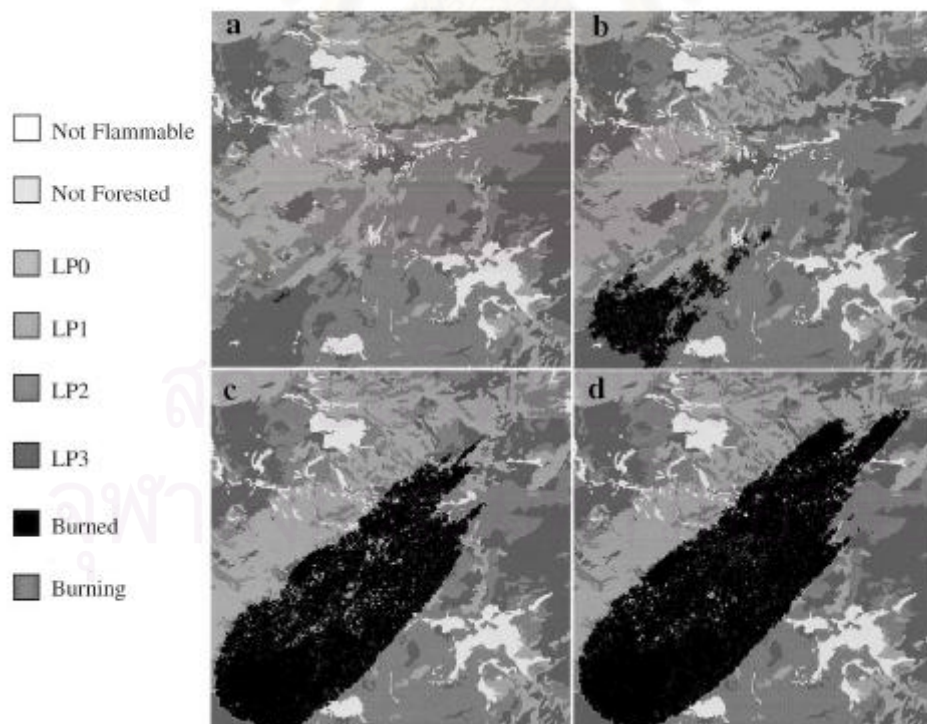 a
b
Not Flammable
Not Forested
LP0
LP1
LP2
LP3
c
d
Burned
Burning